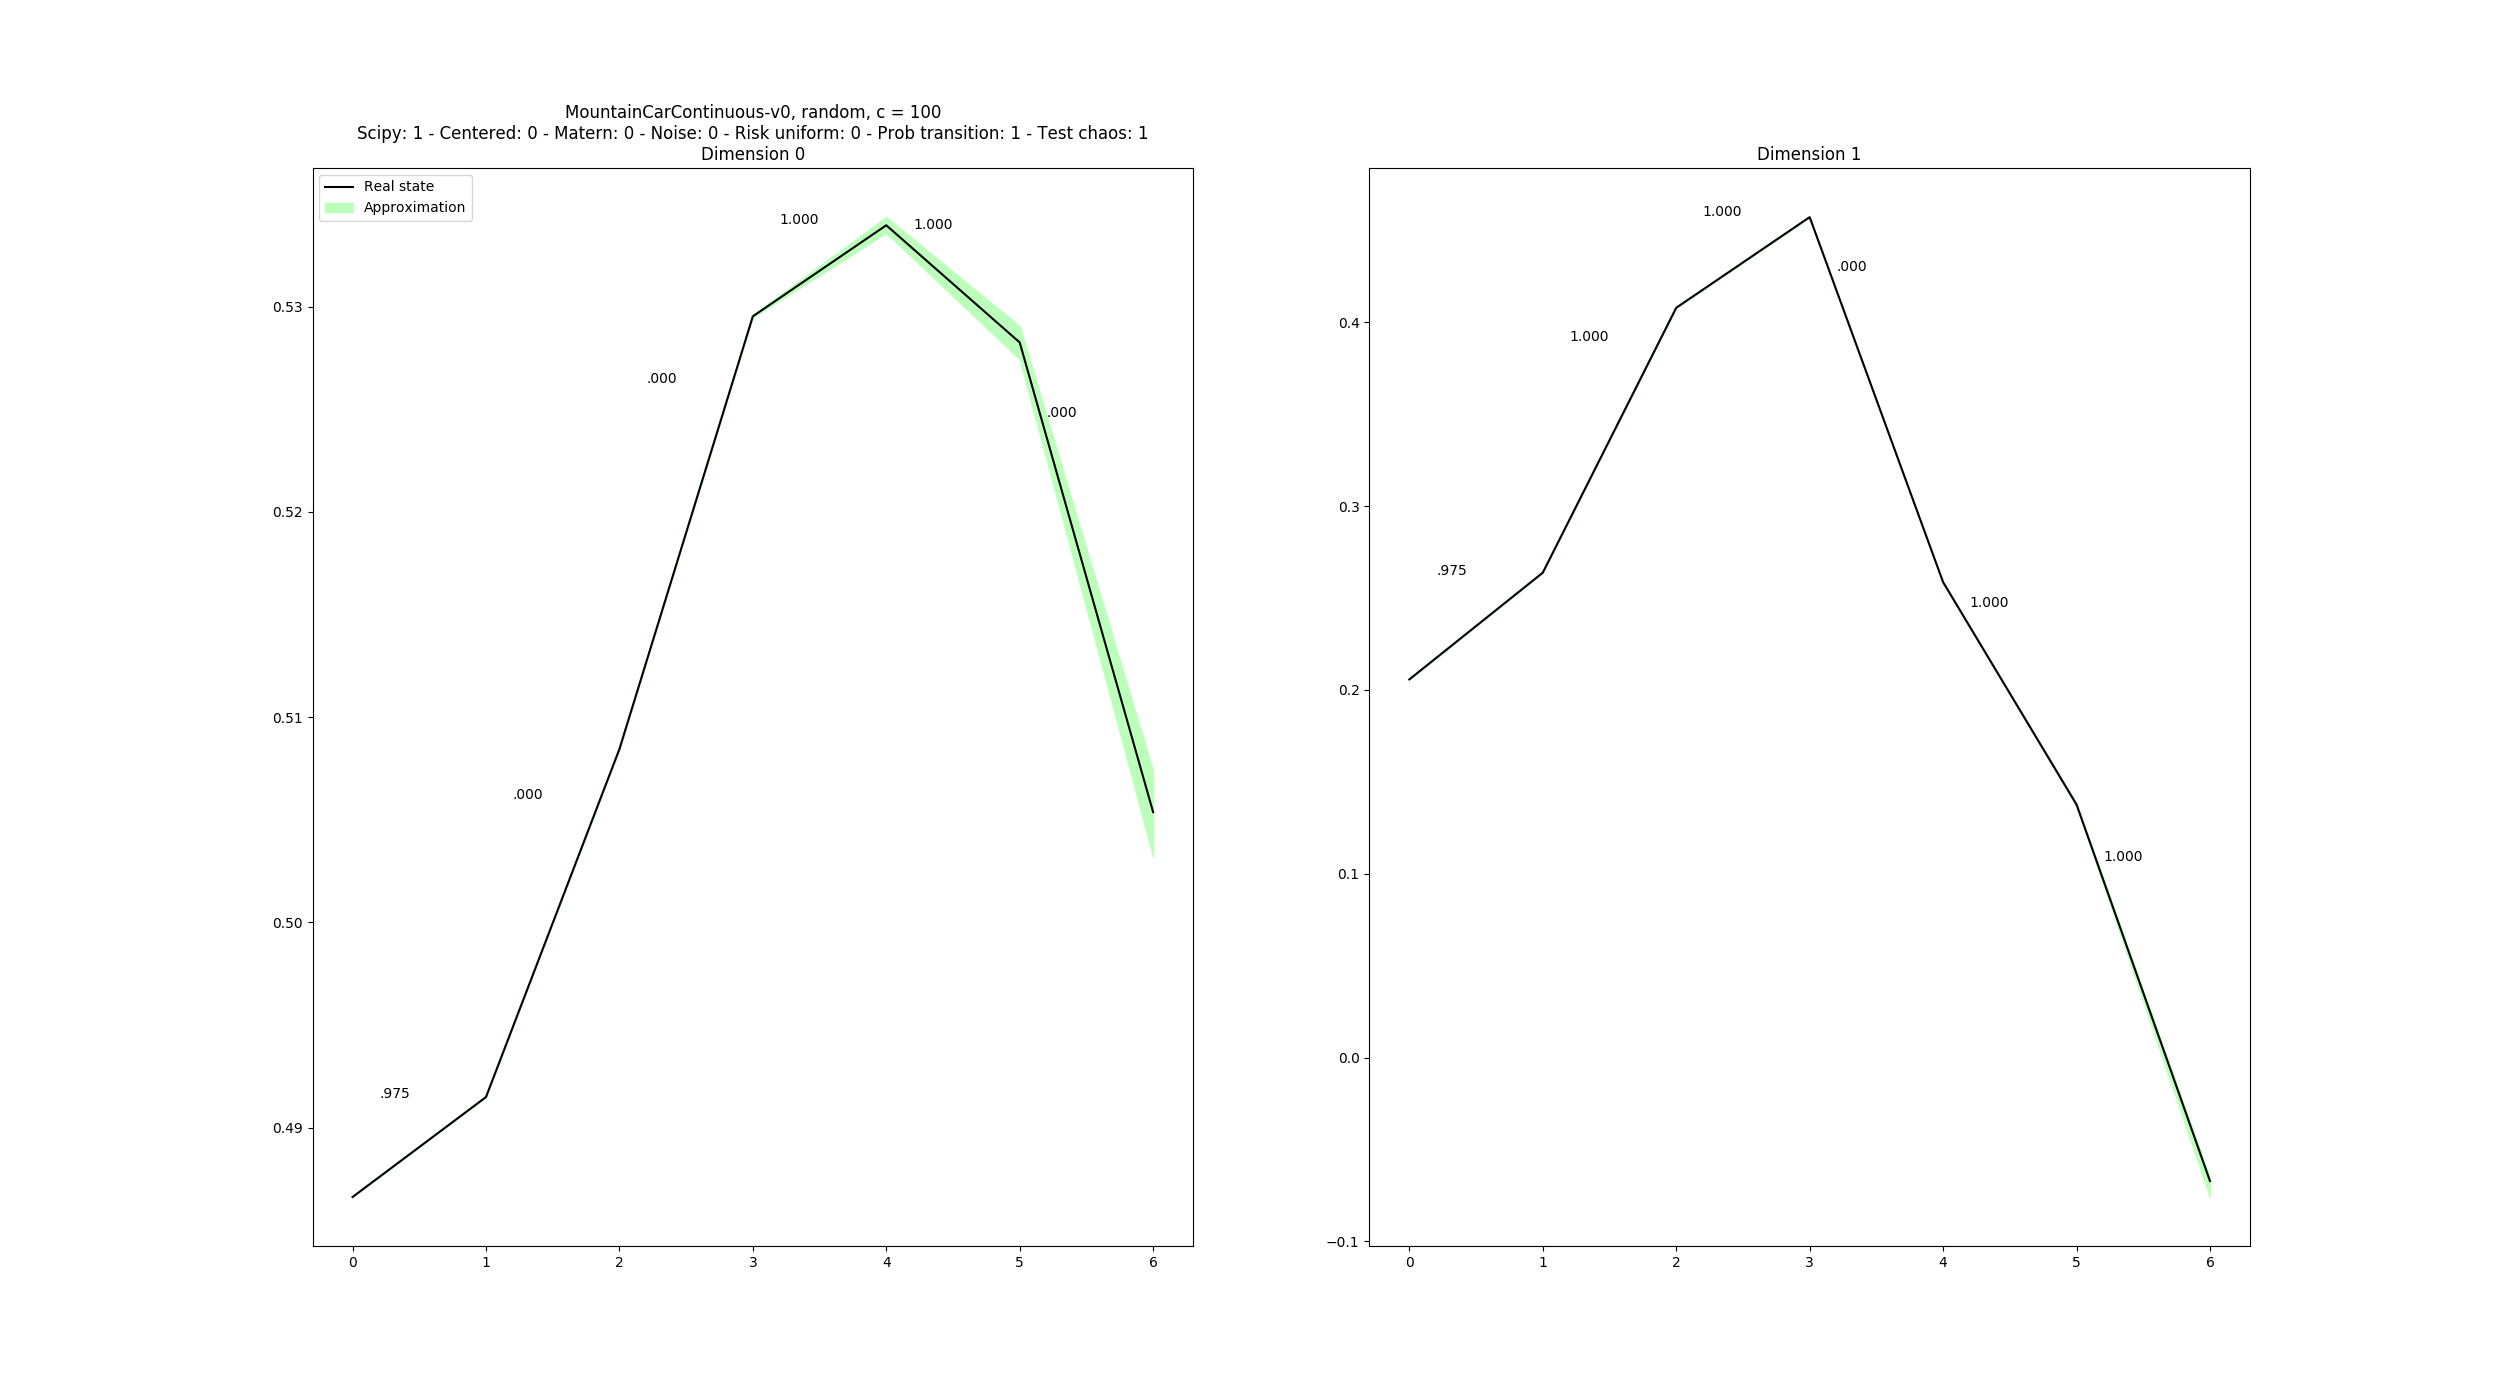 MountainCarContinuous-v0, random, c = 100
Scipy: 1 - Centered: 0 - Matern: 0 - Noise: 0 - Risk uniform: 0 - Prob transition: 1 - Test chaos: 1
Dimension 0
Real state
Approximation
1.000
1.000
0.53
.000
.000
0.52
0.51
.000
0.50
.975
0.49
0 1 2 3 4 5 6
Dimension 1
1.000
.000
0.4
1.000
0.3
.975
1.000
0.2
0.1
1.000
0.0
−0.1
0 1 2 3 4 5 6